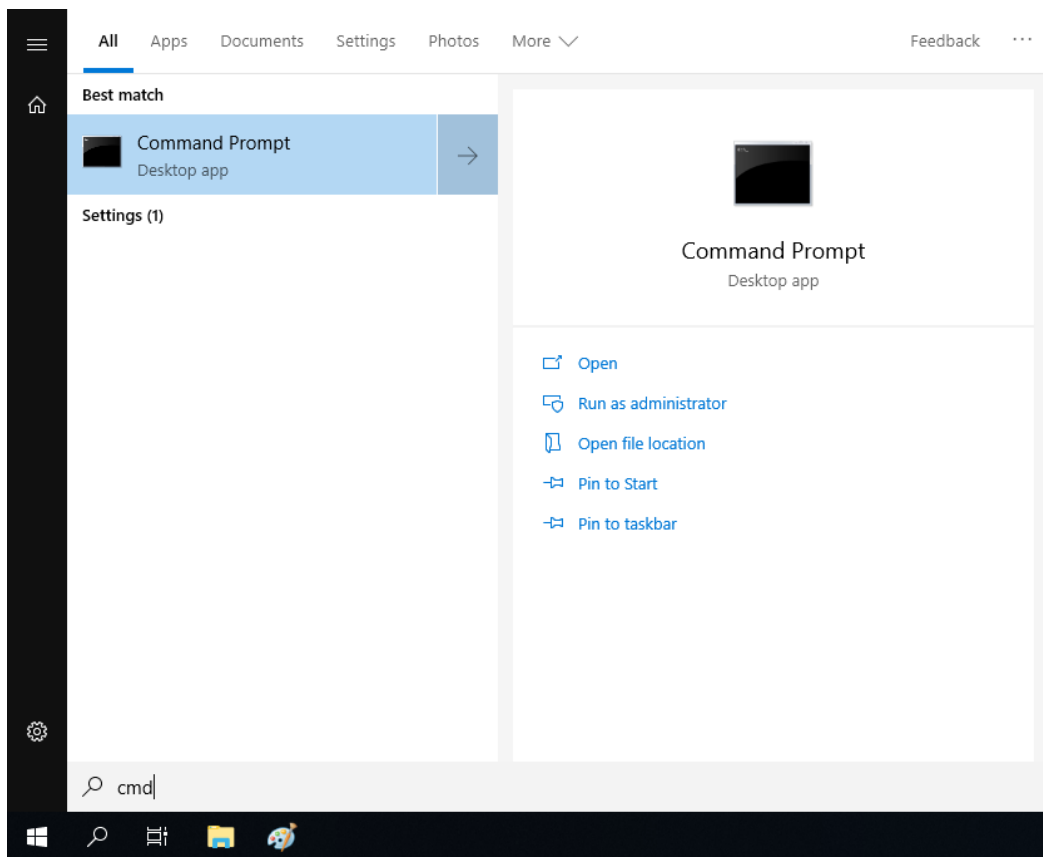 All Apps Documents Settings Photos More Feedback ...
Best match
Command Prompt
Desktop app
Settings (1)
Command Prompt
Desktop app
Open
Run as administrator
Open file location
Pin to Start
Pin to taskbar
cmd